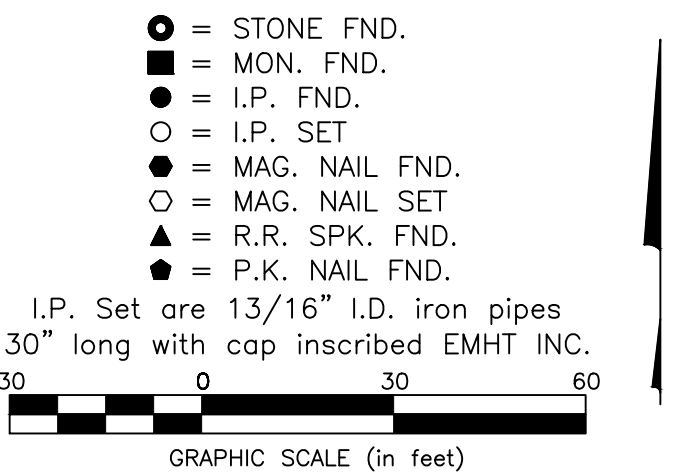 = STONE FND.
= MON. FND.
= I.P. FND.
= I.P. SET
= MAG. NAIL FND.
= MAG. NAIL SET
= R.R. SPK. FND.
= P.K. NAIL FND.
I.P. Set are 13/16” I.D. iron pipes
30” long with cap inscribed EMHT INC.
30 0 30 60
GRAPHIC SCALE (in feet)